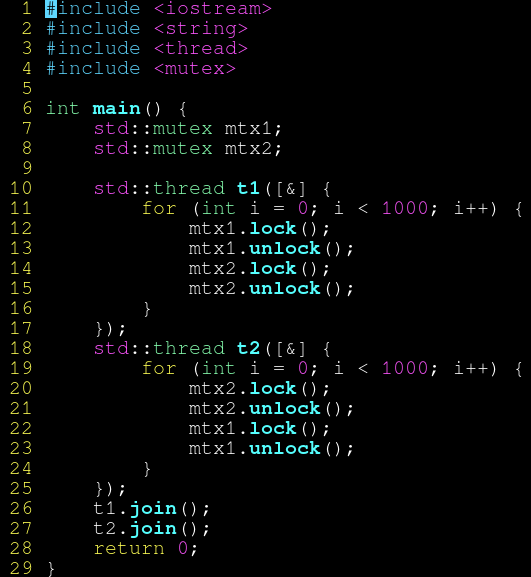 1 #include <iostream>
2 #include <string>
3 #include <thread>
4 #include <mutex>
5
6 int main() {
7     std::mutex mtx1;
8     std::mutex mtx2;
9
10     std::thread t1([&] {
11         for (int i = 0; i < 1000; i++) {
12             mtx1.lock();
13             mtx1.unlock();
14             mtx2.lock();
15             mtx2.unlock();
16         }
17     });
18     std::thread t2([&] {
19         for (int i = 0; i < 1000; i++) {
20             mtx2.lock();
21             mtx2.unlock();
22             mtx1.lock();
23             mtx1.unlock();
24         }
25     });
26     t1.join();
27     t2.join();
28     return 0;
29 }